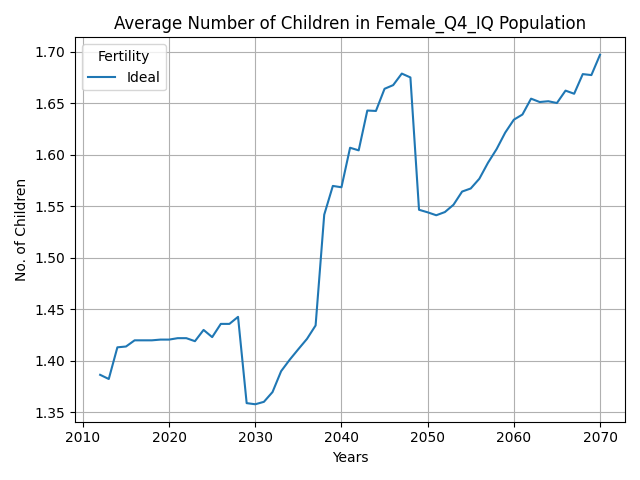 Average Number of Children in Female_Q4_IQ Population
Fertility
Ideal
No. of Children
1.70
1.65
1.60
1.55
1.50
1.45
1.40
1.35
2010 2020 2030 2040 2050 2060 2070
Years